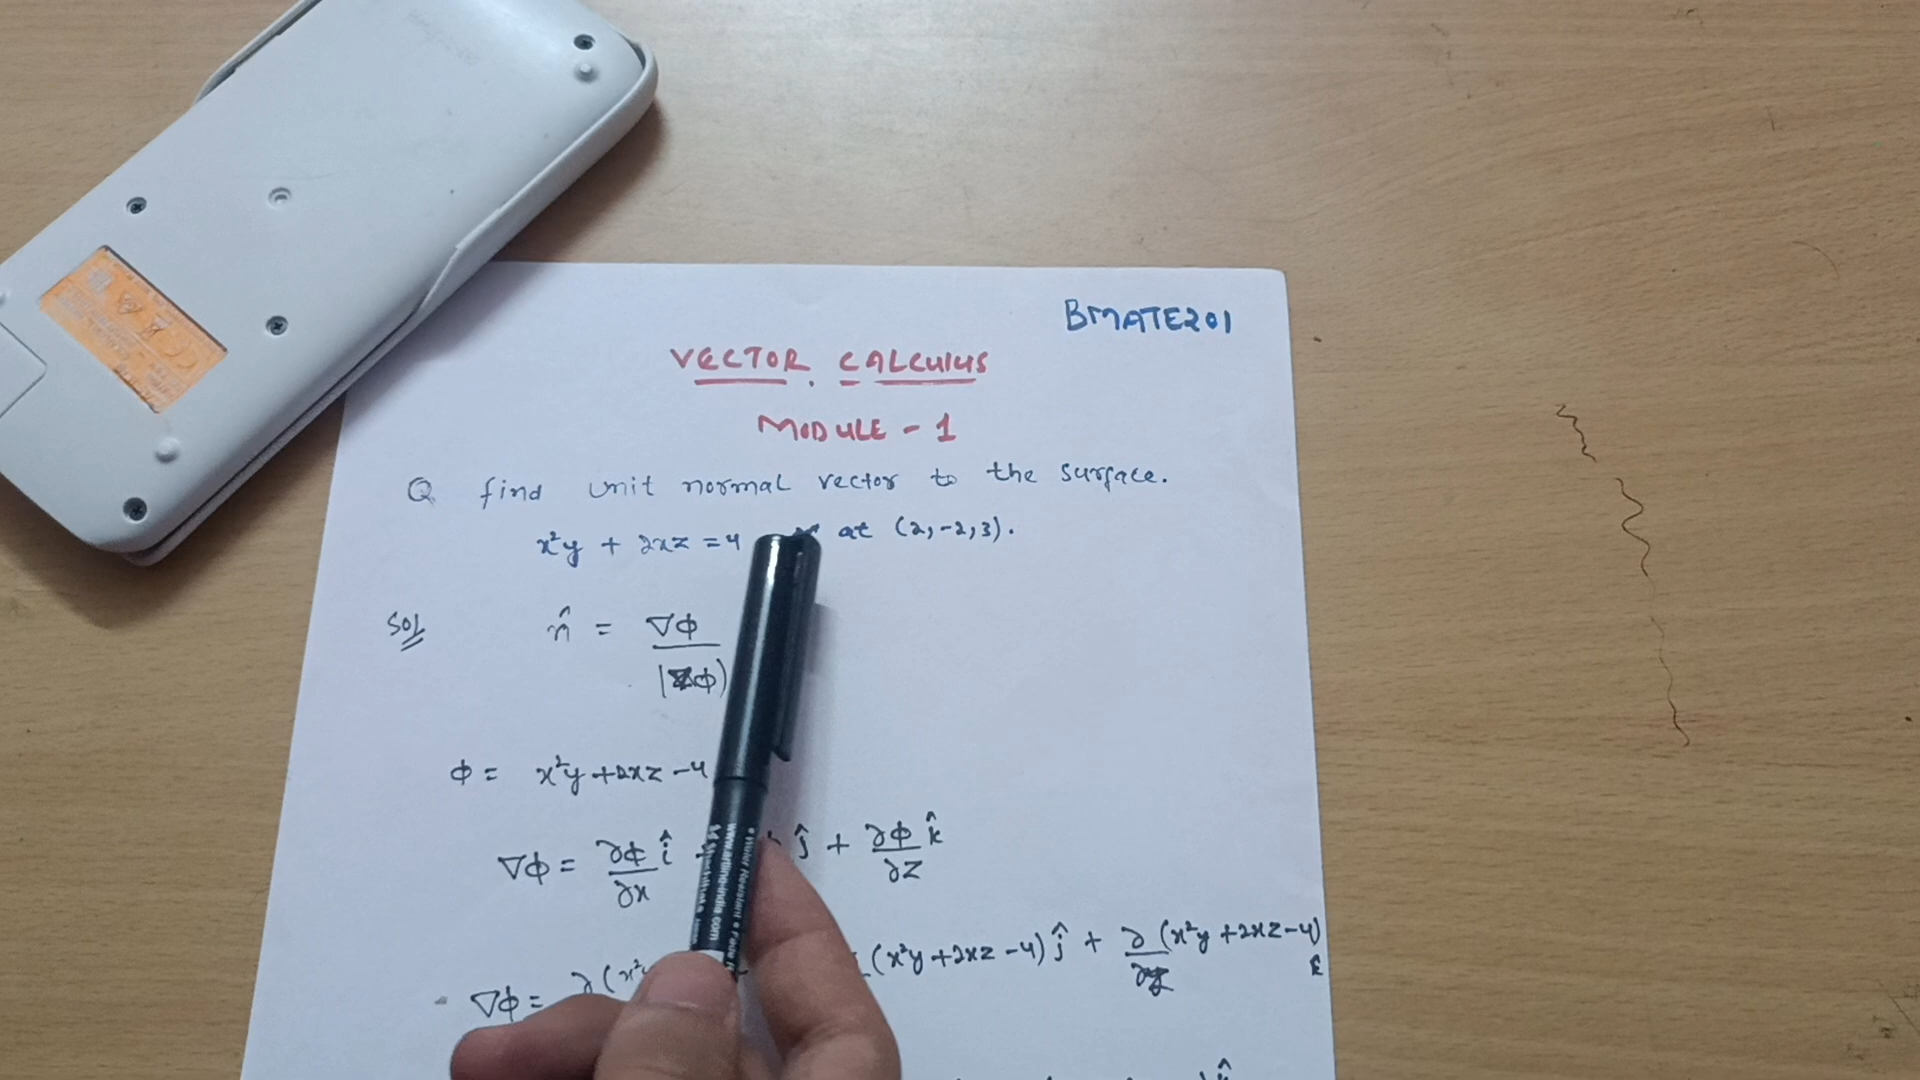 BMATE201
VECTOR CALCULUS
MODULE - 1
Q find unit normal vector to the surface.
x²y + 2xz = 4 at (2,-2,3).
Sol n̂ = ∇ϕ
|∇ϕ|
ϕ = x²y + 2xz - 4
∇ϕ = ∂ϕ î ĵ + ∂ϕ k̂
∂x ∂z
∇ϕ = ∂(x² (x²y + 2xz - 4) ĵ + ∂ (x²y + 2xz - 4)
k̂